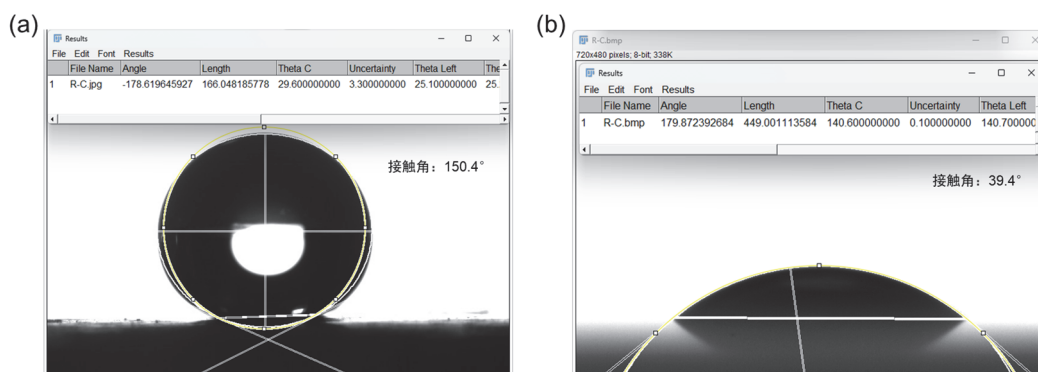 (a)
Results
File Edit Font Results
File Name Angle Length Theta C Uncertainty Theta Left The
1 R-C.jpg -178.619645927 166.048185778 29.600000000 3.300000000 25.100000000 25.
接触角：150.4°
(b)
R-C.bmp
720x480 pixels; 8-bit; 338K
Results
File Edit Font Results
File Name Angle Length Theta C Uncertainty Theta Left
1 R-C.bmp 179.872392684 449.001113584 140.600000000 0.100000000 140.700000
接触角：39.4°